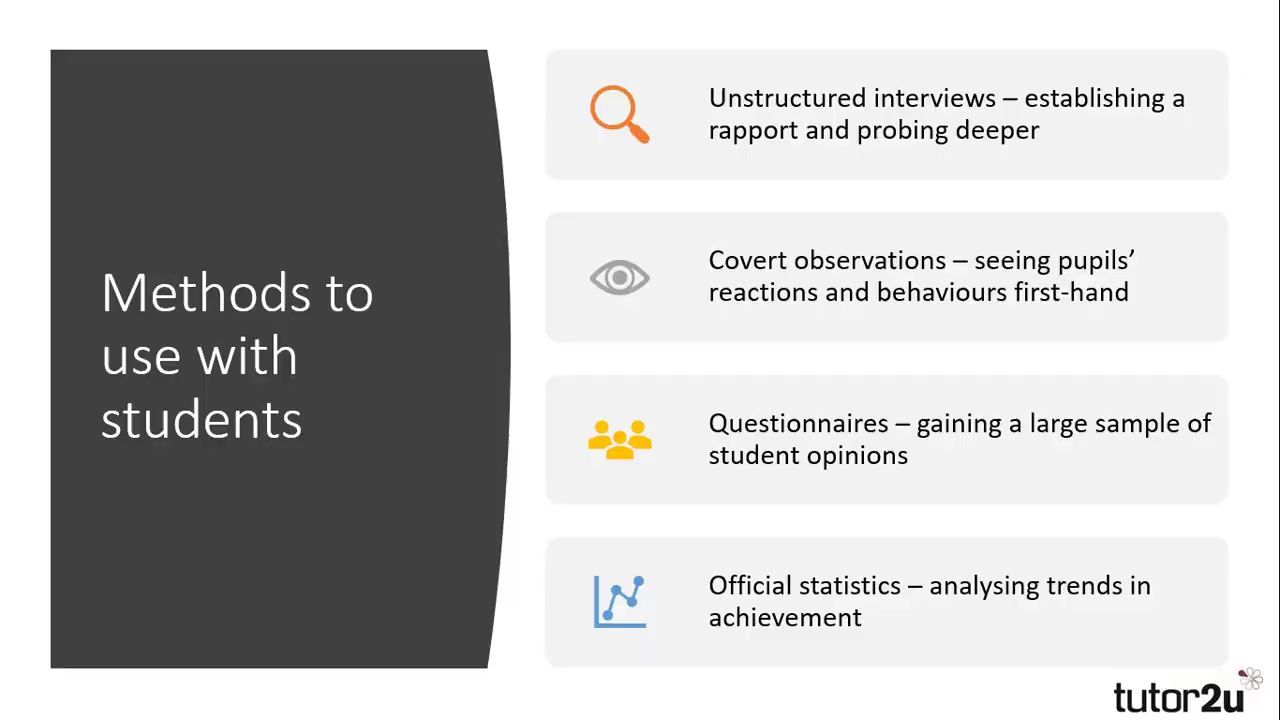 Methods to
use with
students
Unstructured interviews – establishing a
rapport and probing deeper
Covert observations – seeing pupils’
reactions and behaviours first-hand
Questionnaires – gaining a large sample of
student opinions
Official statistics – analysing trends in
achievement
tutor2u